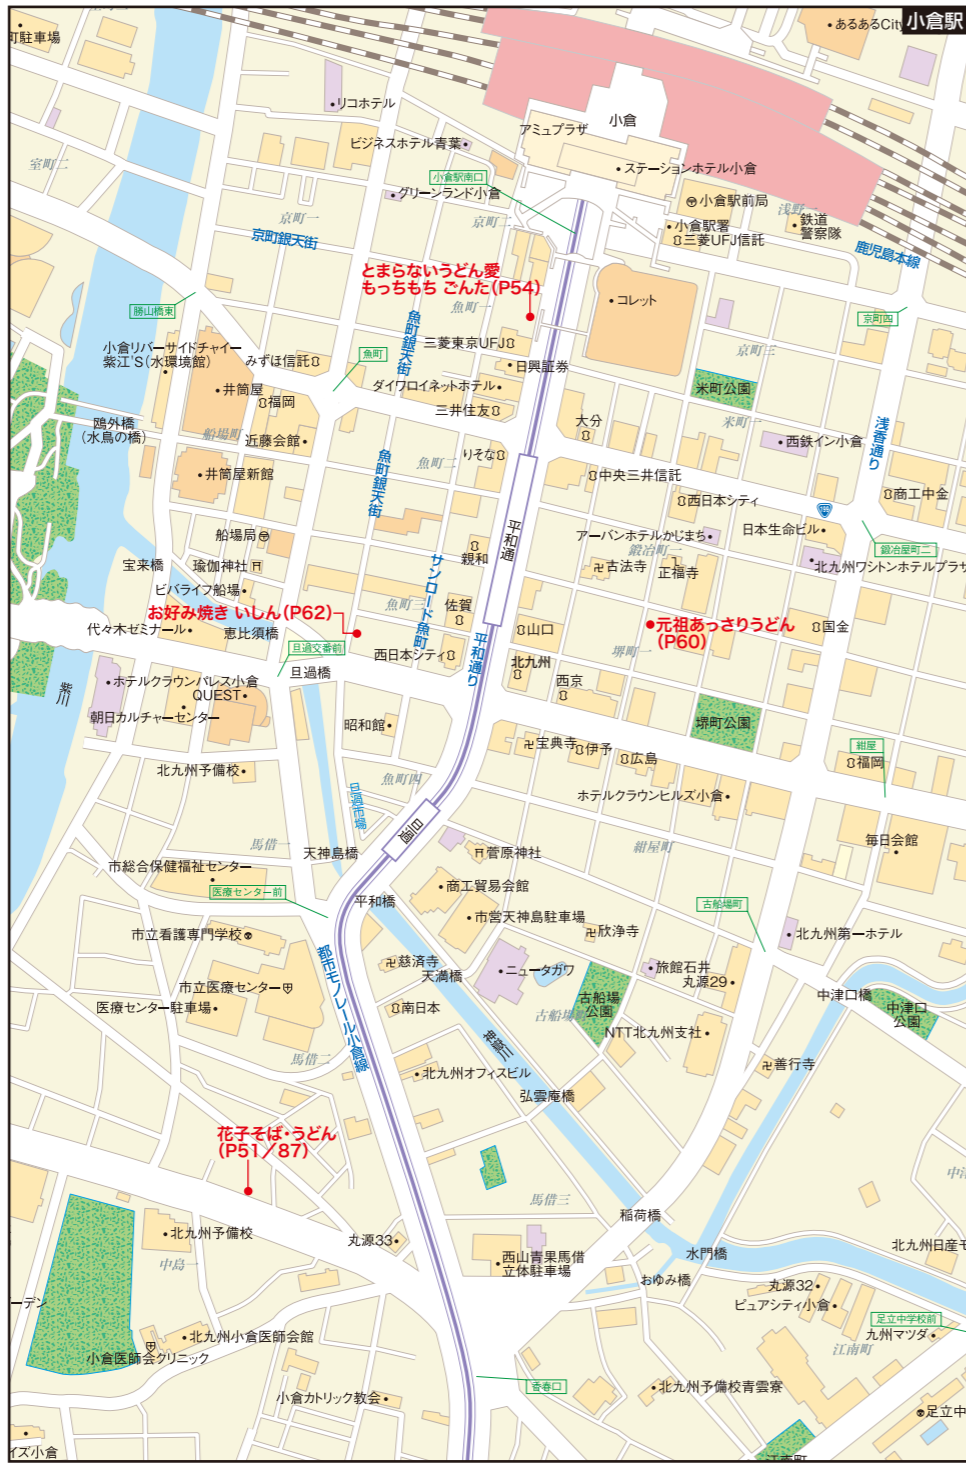 小倉駅
あるあるCity
町駐車場
リコホテル
ビジネスホテル青葉
アミュプラザ
小倉
ステーションホテル小倉
室町二
小倉駅南口
グリーンランド小倉
小倉駅前局
浅野一
京町一
京町二
小倉駅署
三菱UFJ信託
鉄道
警察隊
京町銀天街
鹿児島本線
とまらないうどん愛
もっちもち ごんた(P54)
魚町一
コレット
勝山橋東
京町四
魚町銀天街
小倉リバーサイドチャイナ
紫江'S(水環境館)
みずほ信託
魚町
三菱東京UFJ
京町三
日興証券
井筒屋
福岡
ダイワロイネットホテル
米町公園
鴎外橋
(水鳥の橋)
船場町
近藤会館
三井住友
大分
米町一
浅香通り
西鉄イン小倉
井筒屋新館
魚町銀天街
魚町二
りそな
中央三井信託
西日本シティ
商工中金
199
平和通
船場局
アーバンホテルかじまち
日本生命ビル
鍛冶町一
鍛冶屋町二
宝来橋
瑜伽神社
サンロード魚町
親和
古法寺
正福寺
北九州ワシントンホテルプラザ
ビバライフ船場
魚町三
佐賀
お好み焼き いしん(P62)
代々木セミナール
恵比須橋
山口
元祖あっさりうどん
(P60)
国金
旦過交番前
西日本シティ
平和通り
堺町一
北九州
旦過橋
西京
紫川
ホテルクラウンパレス小倉
QUEST
朝日カルチャーセンター
昭和館
堺町公園
宝典寺
伊予
広島
紺屋
福岡
北九州予備校
魚町四
旦過市場
ホテルクラウンヒルズ小倉
旦過
馬借一
天神島橋
紺屋町
毎日会館
菅原神社
市総合保健福祉センター
商工貿易会館
医療センター前
平和橋
古船場町
市営天神島駐車場
市立看護専門学校
欣浄寺
北九州第一ホテル
都市モノレール小倉線
慈済寺
天満橋
ニュータガワ
旅館石井
丸源29
市立医療センター
中津口橋
医療センター駐車場
南日本
古船場
公園
中津口
公園
神嶽川
NTT北九州支社
馬借二
北九州オフィスビル
善行寺
弘雲庵橋
花子そば・うどん
(P51/87)
馬借三
稲荷橋
北九州予備校
丸源33
中島一
西山青果馬借
立体駐車場
水門橋
北九州日産モ
おゆみ橋
丸源32
ピュアシティ小倉
ーデン
足立中学校前
九州マツダ
江南町
北九州小倉医師会館
小倉医師会クリニック
香春口
北九州予備校青雲寮
小倉カトリック教会
足立中
イズ小倉